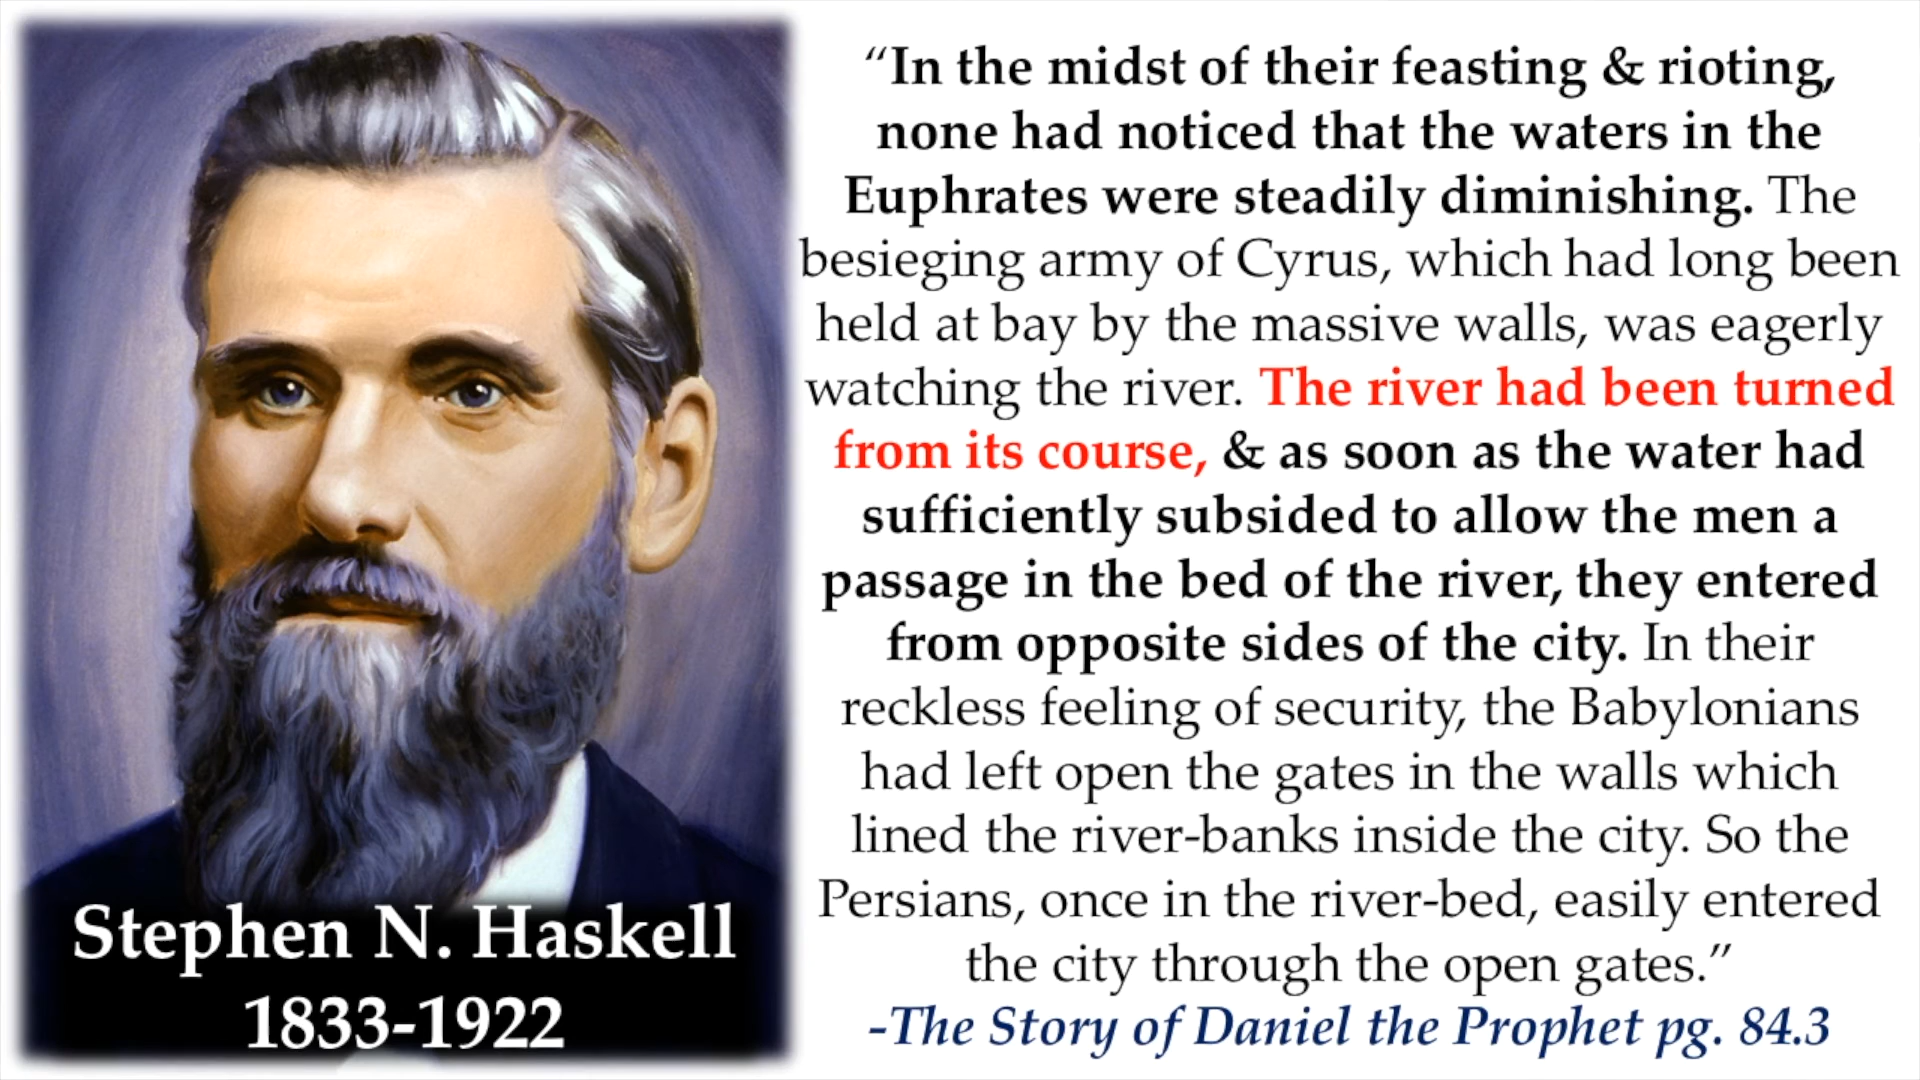 Stephen N. Haskell
1833-1922
“In the midst of their feasting & rioting,
none had noticed that the waters in the
Euphrates were steadily diminishing. The
besieging army of Cyrus, which had long been
held at bay by the massive walls, was eagerly
watching the river. The river had been turned
from its course, & as soon as the water had
sufficiently subsided to allow the men a
passage in the bed of the river, they entered
from opposite sides of the city. In their
reckless feeling of security, the Babylonians
had left open the gates in the walls which
lined the river-banks inside the city. So the
Persians, once in the river-bed, easily entered
the city through the open gates.”
-The Story of Daniel the Prophet pg. 84.3